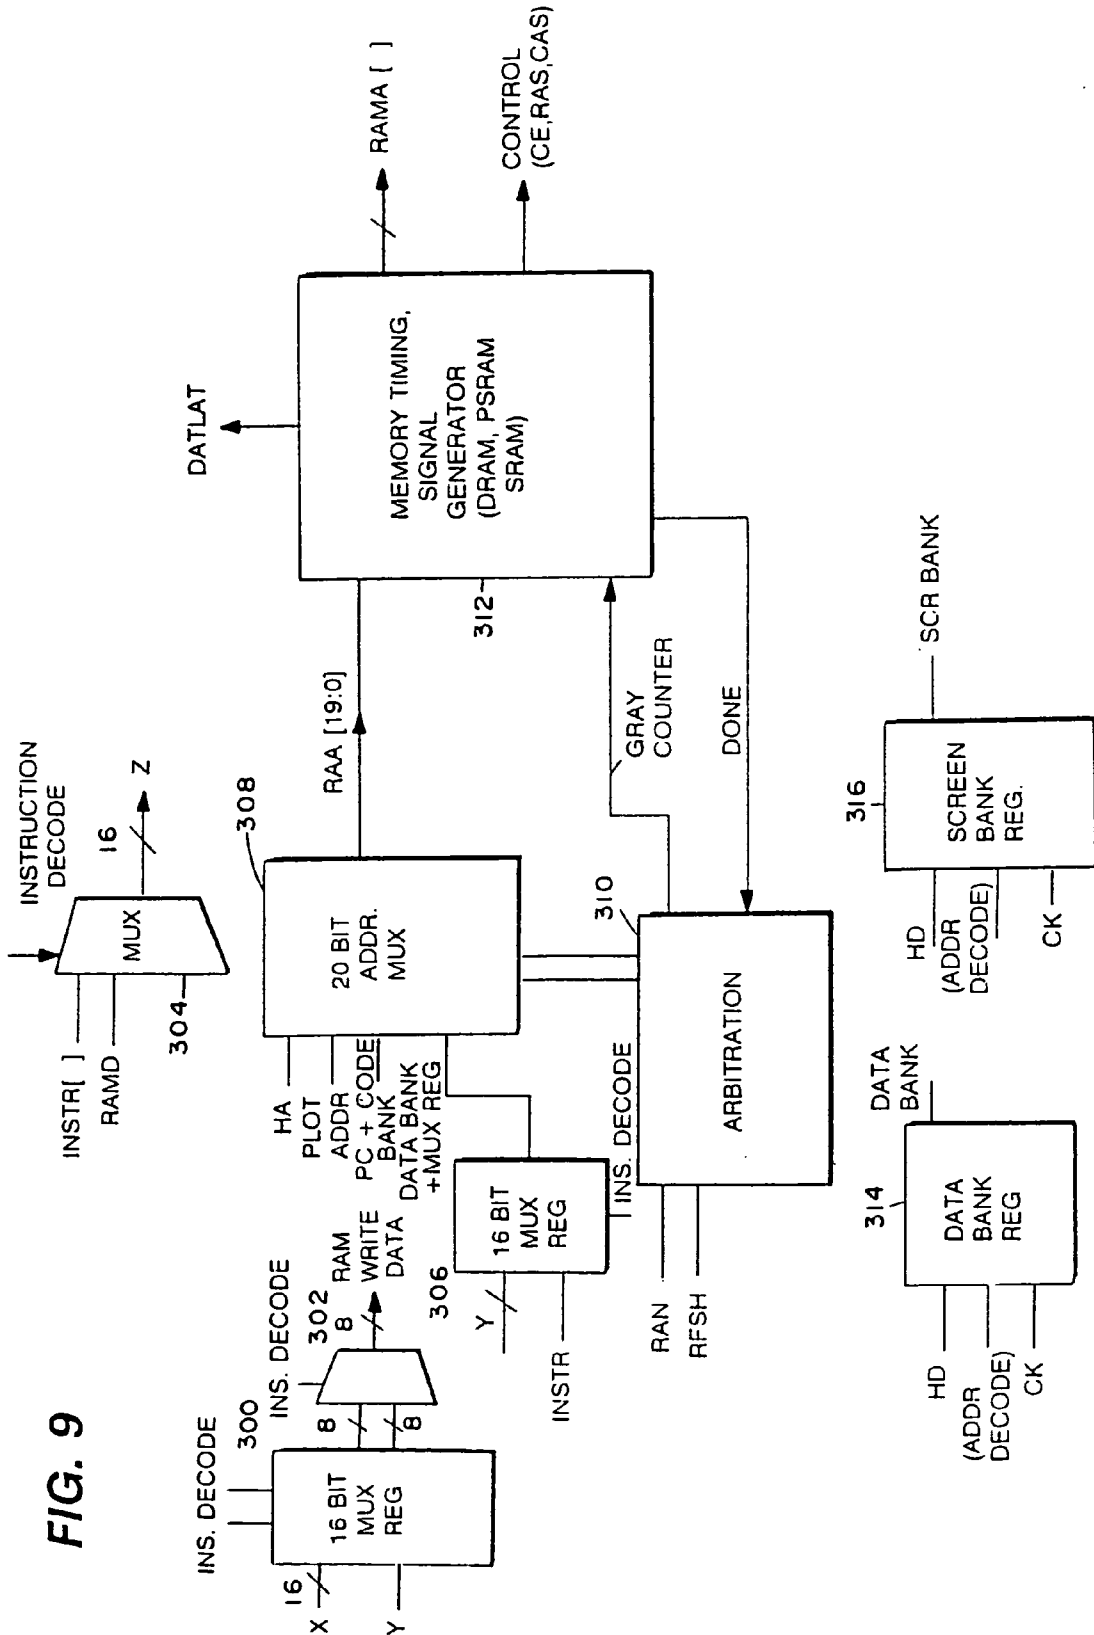 FIG. 9
INS. DECODE
300
X
16
Y
16 BIT
MUX
REG
8
8
INS. DECODE
302
8
RAM
WRITE
DATA
INSTRUCTION
DECODE
INSTR[ ]
RAMD
304
MUX
16
Z
308
HA
PLOT
ADDR
PC + CODE
BANK
DATA BANK
+MUX REG
20 BIT
ADDR.
MUX
RAA [19:0]
306
Y
INSTR
16 BIT
MUX
REG
INS. DECODE
310
RAN
RFSH
ARBITRATION
GRAY
COUNTER
DONE
312
MEMORY TIMING,
SIGNAL
GENERATOR
(DRAM, PSRAM
SRAM)
DATLAT
RAMA [ ]
CONTROL
(CE,RAS,CAS)
314
HD
(ADDR
DECODE)
CK
DATA
BANK
REG
DATA
BANK
316
HD
(ADDR
DECODE)
CK
SCREEN
BANK
REG.
SCR BANK